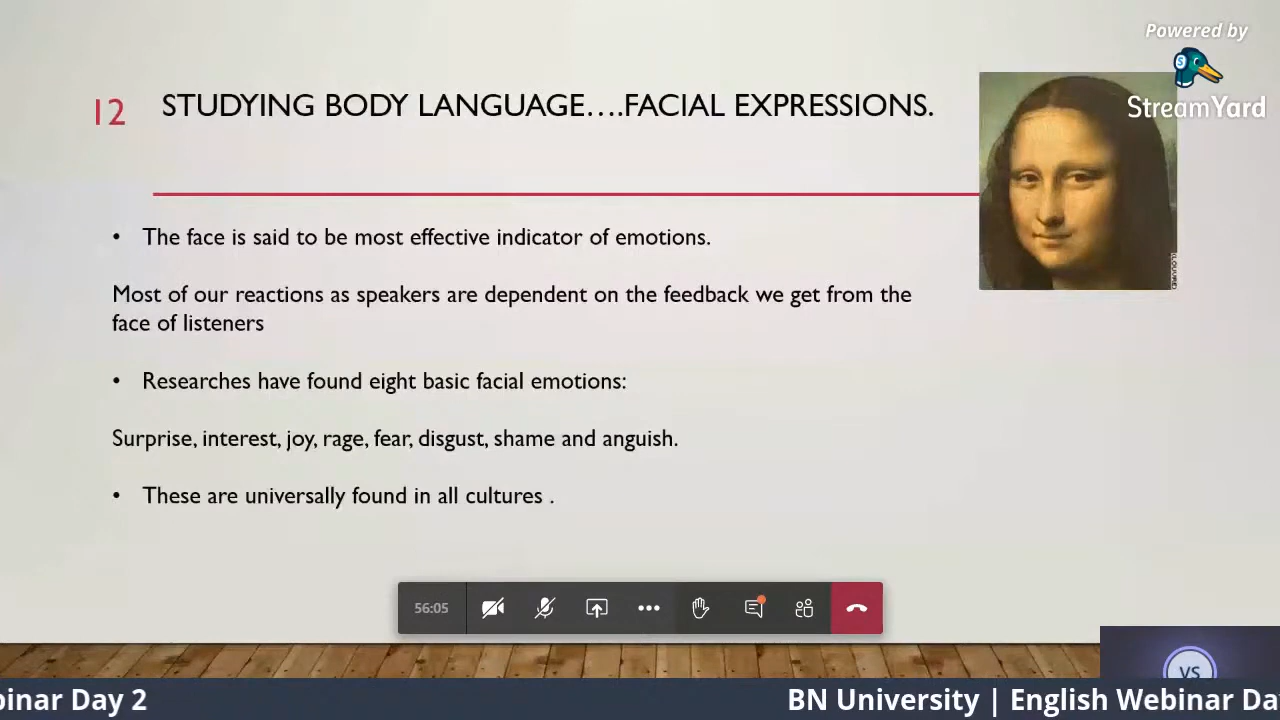 Powered by
StreamYard
12 STUDYING BODY LANGUAGE….FACIAL EXPRESSIONS.
• The face is said to be most effective indicator of emotions.
Most of our reactions as speakers are dependent on the feedback we get from the
face of listeners
• Researches have found eight basic facial emotions:
Surprise, interest, joy, rage, fear, disgust, shame and anguish.
• These are universally found in all cultures .
56:05
VS
binar Day 2 BN University | English Webinar Da